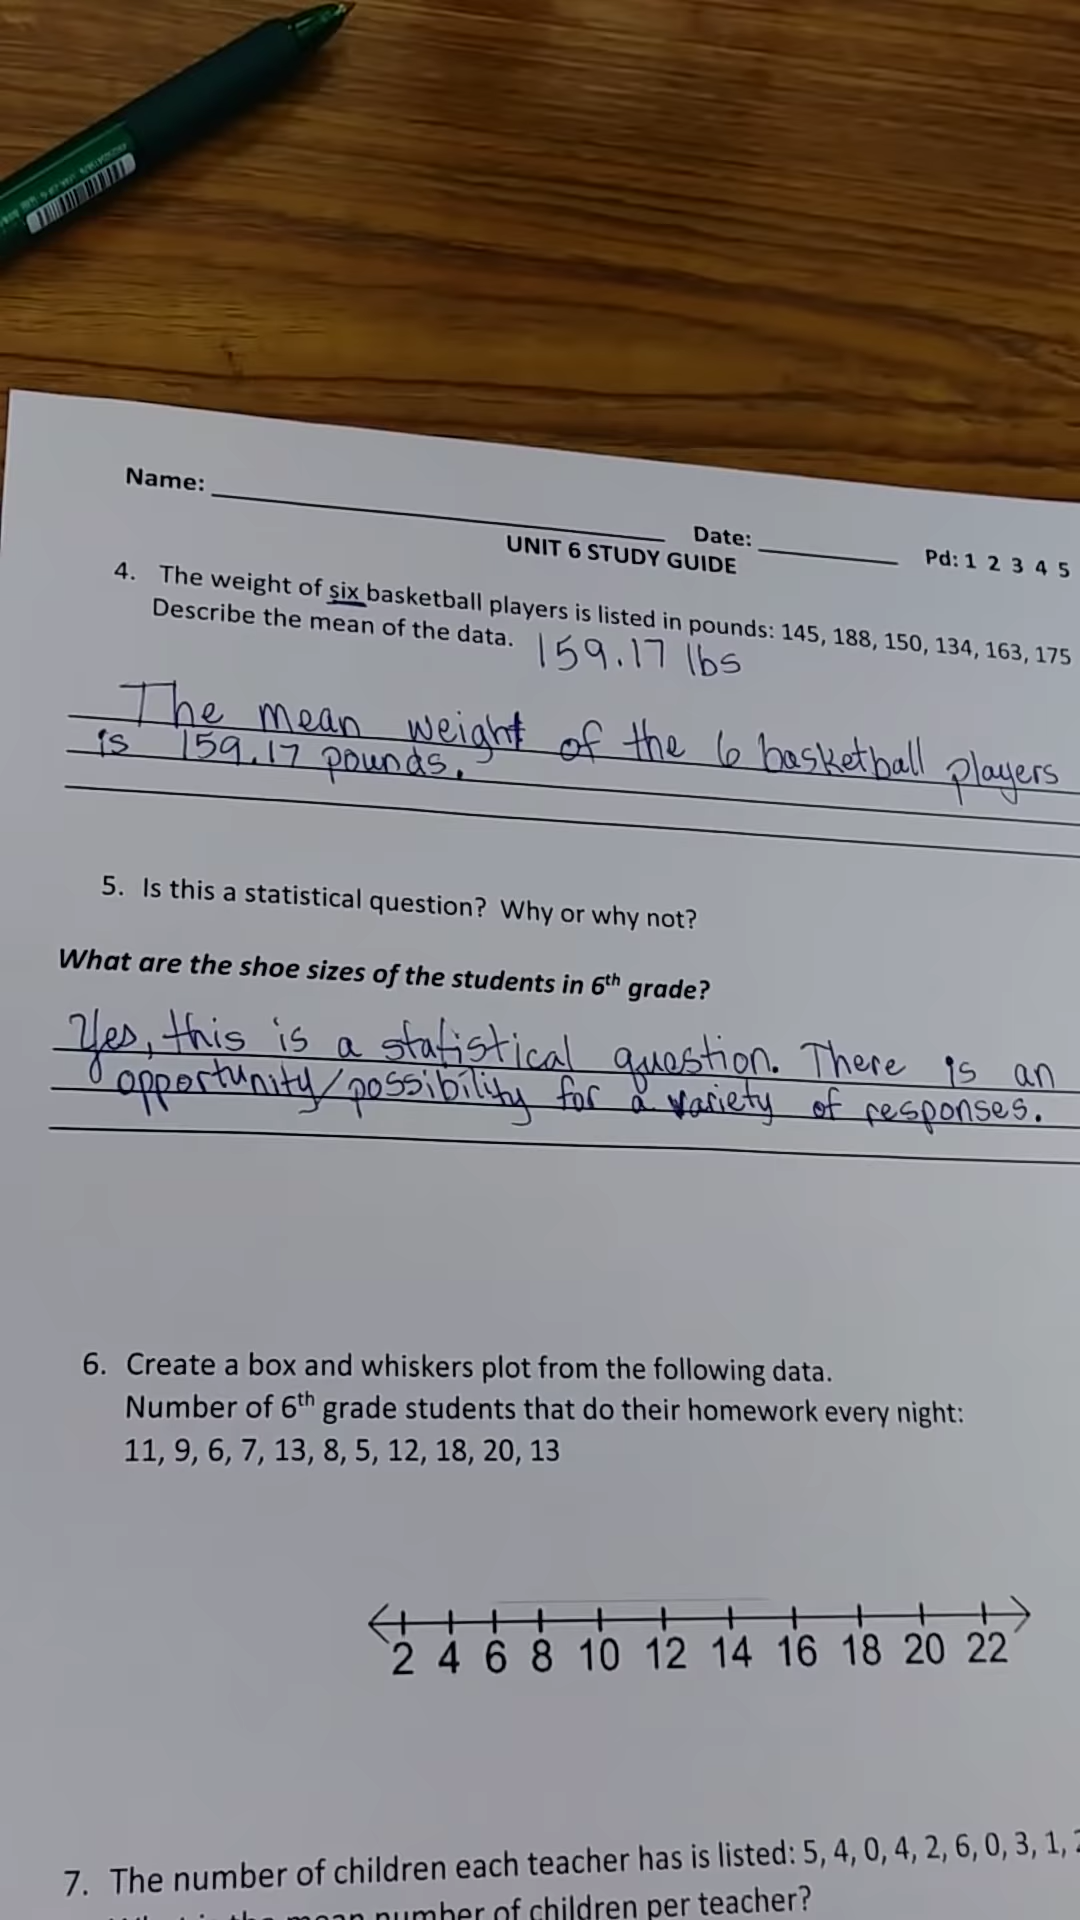 Name: Date: Pd: 1 2 3 4 5
UNIT 6 STUDY GUIDE
4. The weight of six basketball players is listed in pounds: 145, 188, 150, 134, 163, 175
Describe the mean of the data. 159.17 lbs
The mean weight of the 6 basketball players
is 159.17 pounds.
5. Is this a statistical question? Why or why not?
What are the shoe sizes of the students in 6th grade?
Yes, this is a statistical question. There is an
opportunity/possibility for a variety of responses.
6. Create a box and whiskers plot from the following data.
Number of 6th grade students that do their homework every night:
11, 9, 6, 7, 13, 8, 5, 12, 18, 20, 13
2 4 6 8 10 12 14 16 18 20 22
7. The number of children each teacher has is listed: 5, 4, 0, 4, 2, 6, 0, 3, 1,
mean number of children per teacher?